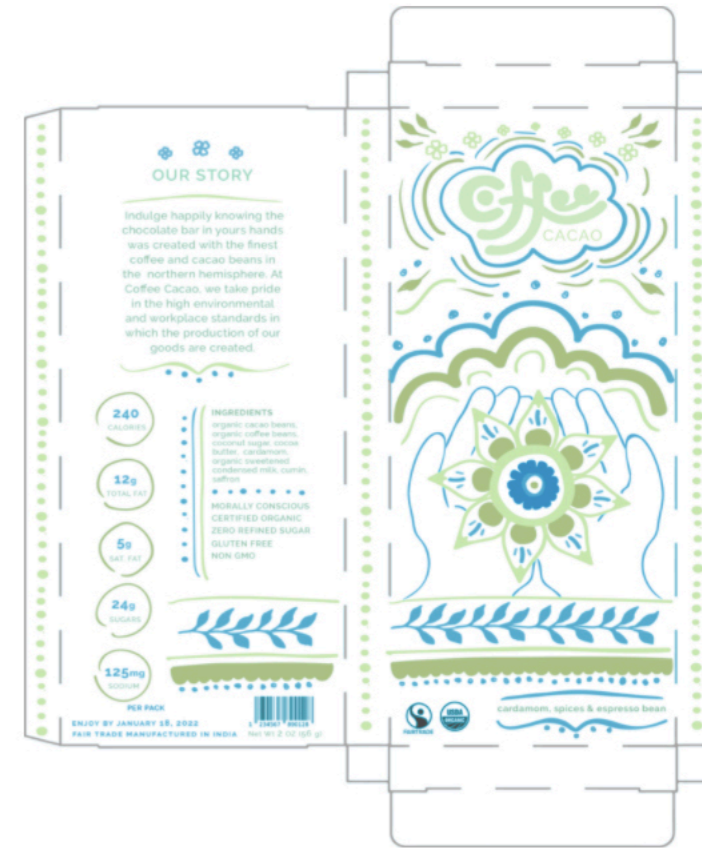 OUR STORY
Indulge happily knowing the
chocolate bar in yours hands
was created with the finest
coffee and cacao beans in
the northern hemisphere. At
Coffee Cacao, we take pride
in the high environmental
and workplace standards in
which the production of our
goods are created.
240
CALORIES
12g
TOTAL FAT
5g
SAT. FAT
24g
SUGARS
125mg
SODIUM
PER PACK
INGREDIENTS
organic cacao beans,
organic coffee beans,
coconut sugar, cocoa
butter, cardamom,
organic sweetened
condensed milk, cumin,
saffron
MORALLY CONSCIOUS
CERTIFIED ORGANIC
ZERO REFINED SUGAR
GLUTEN FREE
NON GMO
ENJOY BY JANUARY 18, 2022
FAIR TRADE MANUFACTURED IN INDIA
Net Wt 2 OZ (56 g)
Coffee
CACAO
FAIRTRADE
USDA
ORGANIC
cardamom, spices & espresso bean